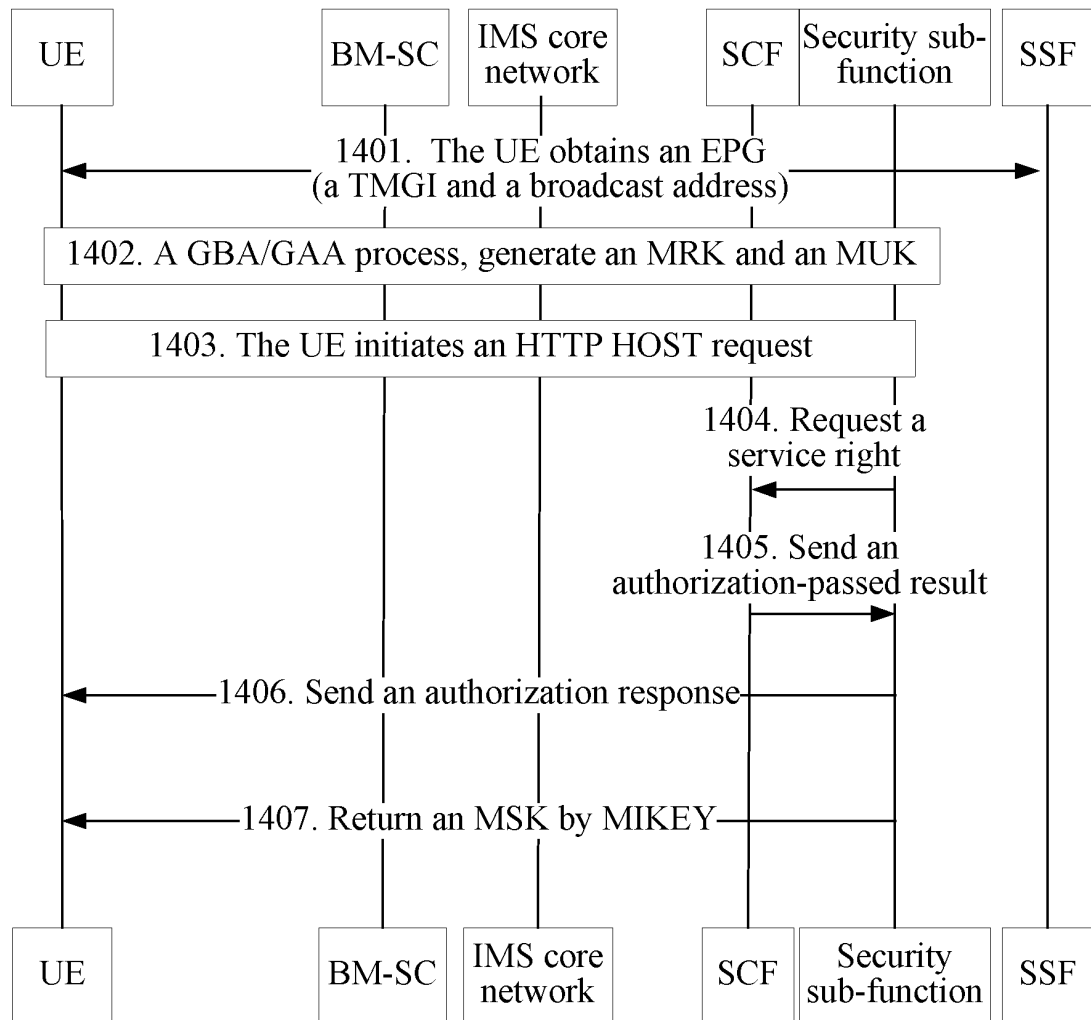 UE
BM-SC
IMS core
network
SCF
Security sub-
function
SSF
1401. The UE obtains an EPG
(a TMGI and a broadcast address)
1402. A GBA/GAA process, generate an MRK and an MUK
1403. The UE initiates an HTTP HOST request
1404. Request a
service right
1405. Send an
authorization-passed result
1406. Send an authorization response
1407. Return an MSK by MIKEY
UE
BM-SC
IMS core
network
SCF
Security
sub-function
SSF